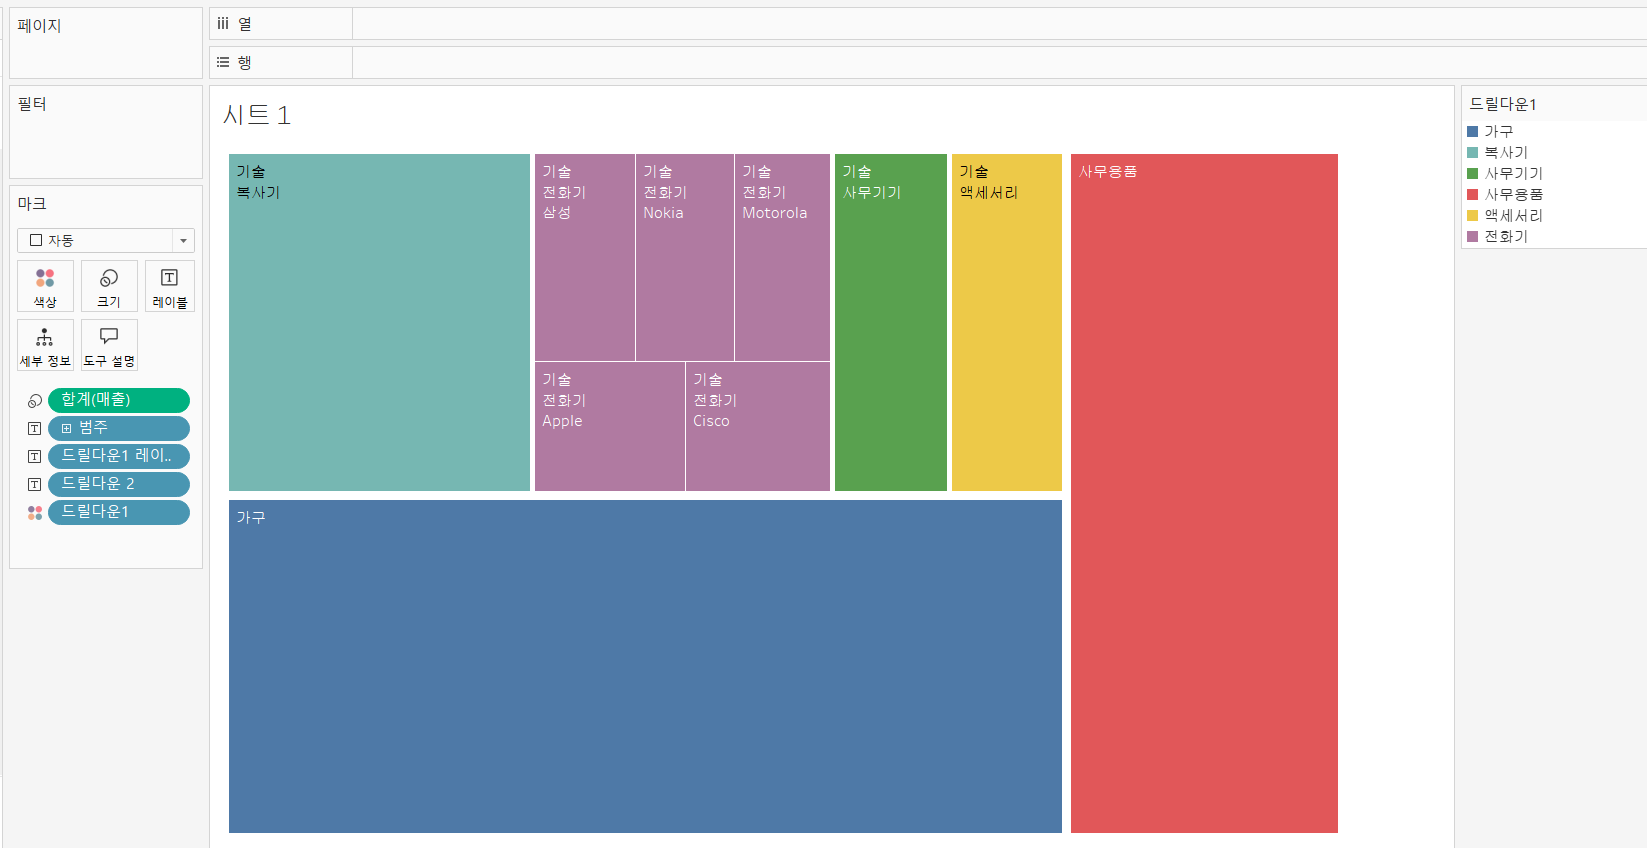 페이지
열
행
필터
마크
자동
색상
크기
레이블
세부 정보
도구 설명
합계(매출)
범주
드릴다운1 레이..
드릴다운 2
드릴다운1
시트 1
기술
복사기
기술
전화기
삼성
기술
전화기
Nokia
기술
전화기
Motorola
기술
사무기기
기술
액세서리
사무용품
기술
전화기
Apple
기술
전화기
Cisco
가구
드릴다운1
가구
복사기
사무기기
사무용품
액세서리
전화기